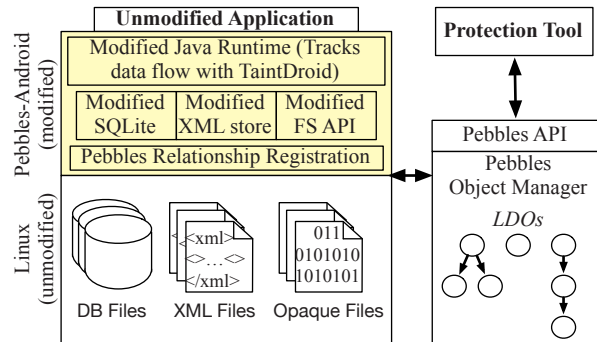 Unmodified Application
Modified Java Runtime (Tracks
data flow with TaintDroid)
Modified
SQLite
Modified
XML store
Modified
FS API
Pebbles Relationship Registration
Pebbles-Android
(modified)
Linux
(unmodified)
<xml>
<>…<>
</xml>
011
0101010
1010101
DB Files
XML Files
Opaque Files
Protection Tool
Pebbles API
Pebbles
Object Manager
LDOs